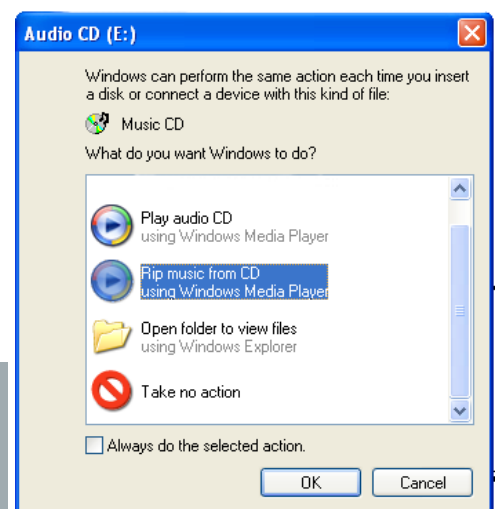 Audio CD (E:)
Windows can perform the same action each time you insert
a disk or connect a device with this kind of file:
Music CD
What do you want Windows to do?
Play audio CD
using Windows Media Player
Rip music from CD
using Windows Media Player
Open folder to view files
using Windows Explorer
Take no action
Always do the selected action.
OK
Cancel